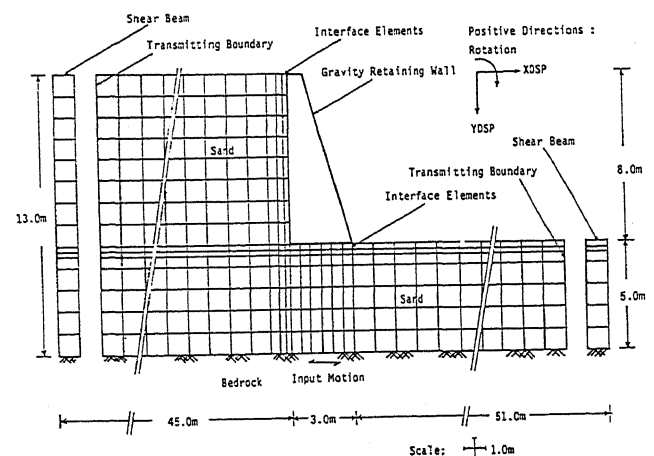 Shear Beam
Transmitting Boundary
Interface Elements
Gravity Retaining Wall
Positive Directions :
Rotation
XDSP
YDSP
Shear Beam
Sand
Transmitting Boundary
Interface Elements
8.0m
13.0m
Sand
5.0m
Bedrock
Input Motion
45.0m
3.0m
51.0m
Scale;
1.0m